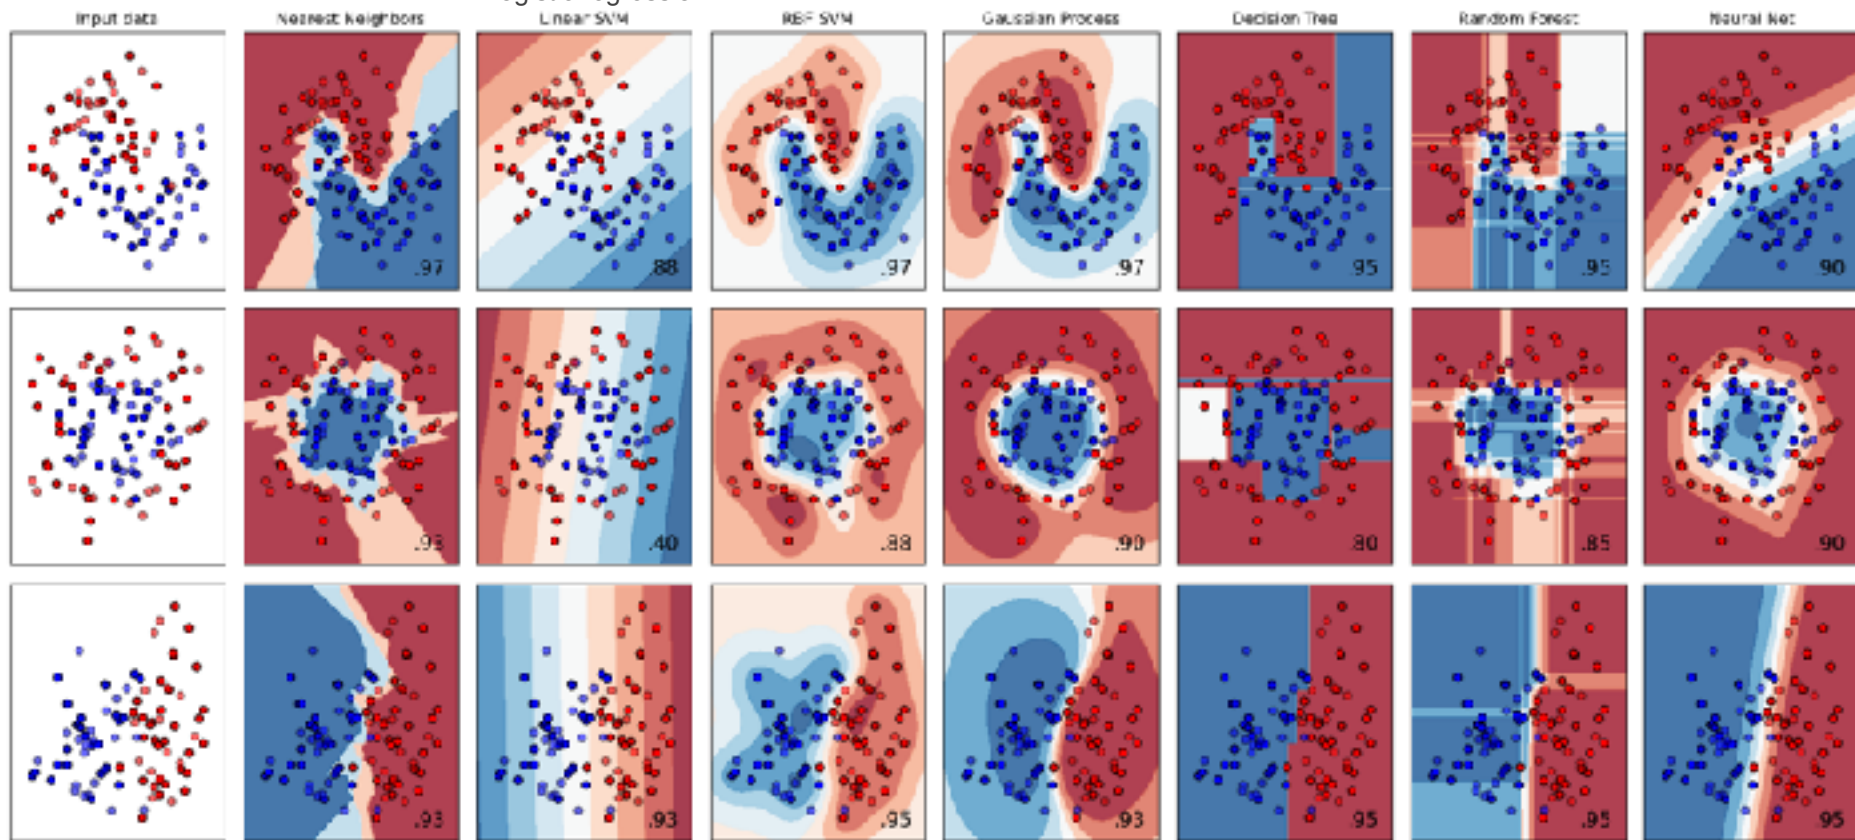 Input data Nearest Neighbors Linear SVM RBF SVM Gaussian Process Decision Tree Random Forest Neural Net
.97 .88 .97 .97 .95 .95 .90
.93 .40 .88 .90 .80 .85 .90
.93 .93 .95 .93 .95 .95 .95